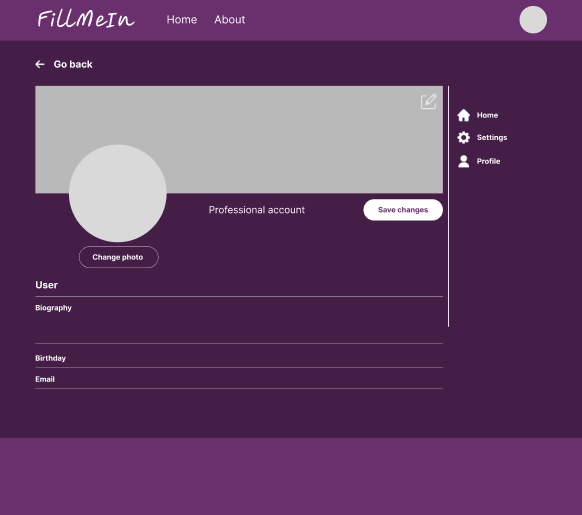 FillMeIn Home About
Go back
Home
Settings
Profile
Professional account
Save changes
Change photo
User
Biography
Birthday
Email